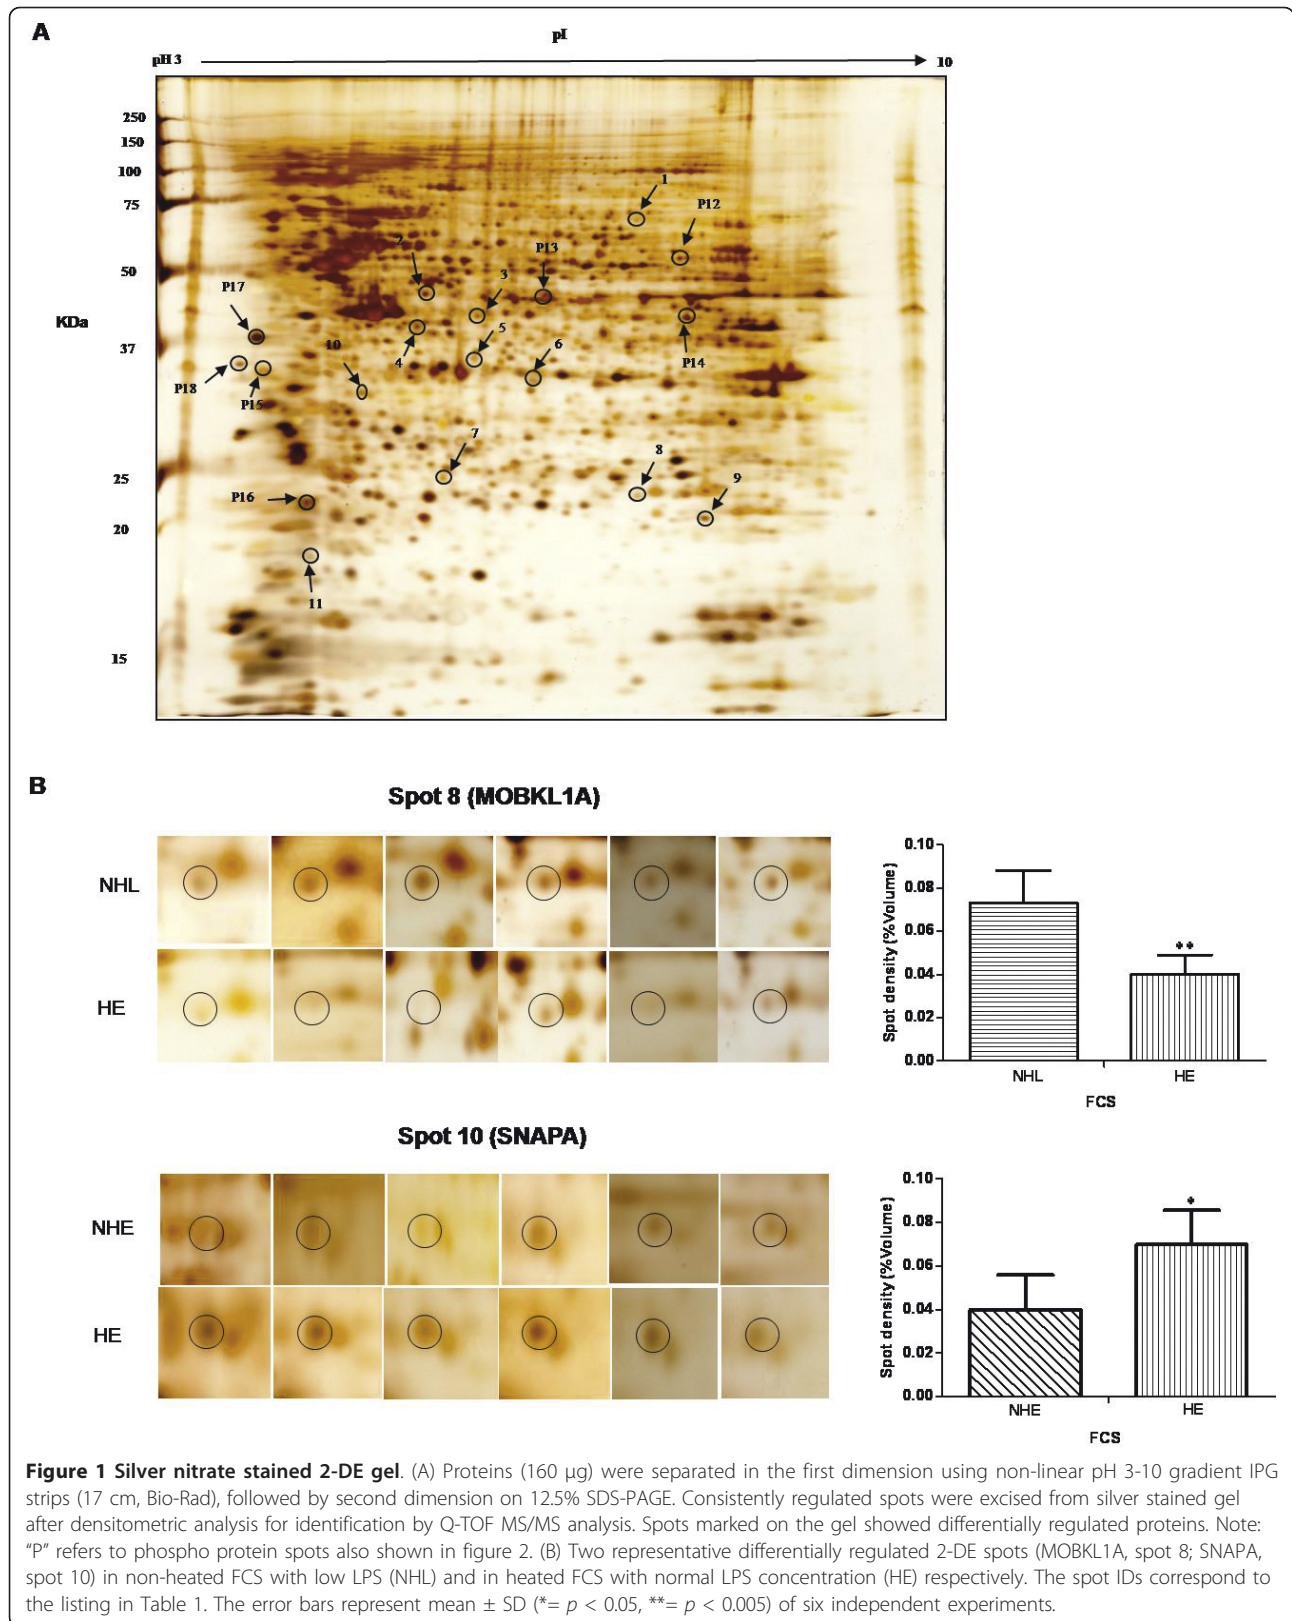 A
pI
pH 3
10
250
150
100
75
50
KDa
37
25
20
15
1
P12
2
P13
3
P17
5
10
4
6
P14
P18
P15
7
8
9
P16
11
B
Spot 8 (MOBKL1A)
NHL
HE
Spot density (%Volume)
0.10
0.08
0.06
0.04
0.02
0.00
**
NHL HE
FCS
Spot 10 (SNAPA)
NHE
HE
Spot density (%Volume)
0.10
0.08
0.06
0.04
0.02
0.00
*
NHE HE
FCS
Figure 1 Silver nitrate stained 2-DE gel. (A) Proteins (160 μg) were separated in the first dimension using non-linear pH 3-10 gradient IPG
strips (17 cm, Bio-Rad), followed by second dimension on 12.5% SDS-PAGE. Consistently regulated spots were excised from silver stained gel
after densitometric analysis for identification by Q-TOF MS/MS analysis. Spots marked on the gel showed differentially regulated proteins. Note:
"P" refers to phospho protein spots also shown in figure 2. (B) Two representative differentially regulated 2-DE spots (MOBKL1A, spot 8; SNAPA,
spot 10) in non-heated FCS with low LPS (NHL) and in heated FCS with normal LPS concentration (HE) respectively. The spot IDs correspond to
the listing in Table 1. The error bars represent mean ± SD (*= p < 0.05, **= p < 0.005) of six independent experiments.